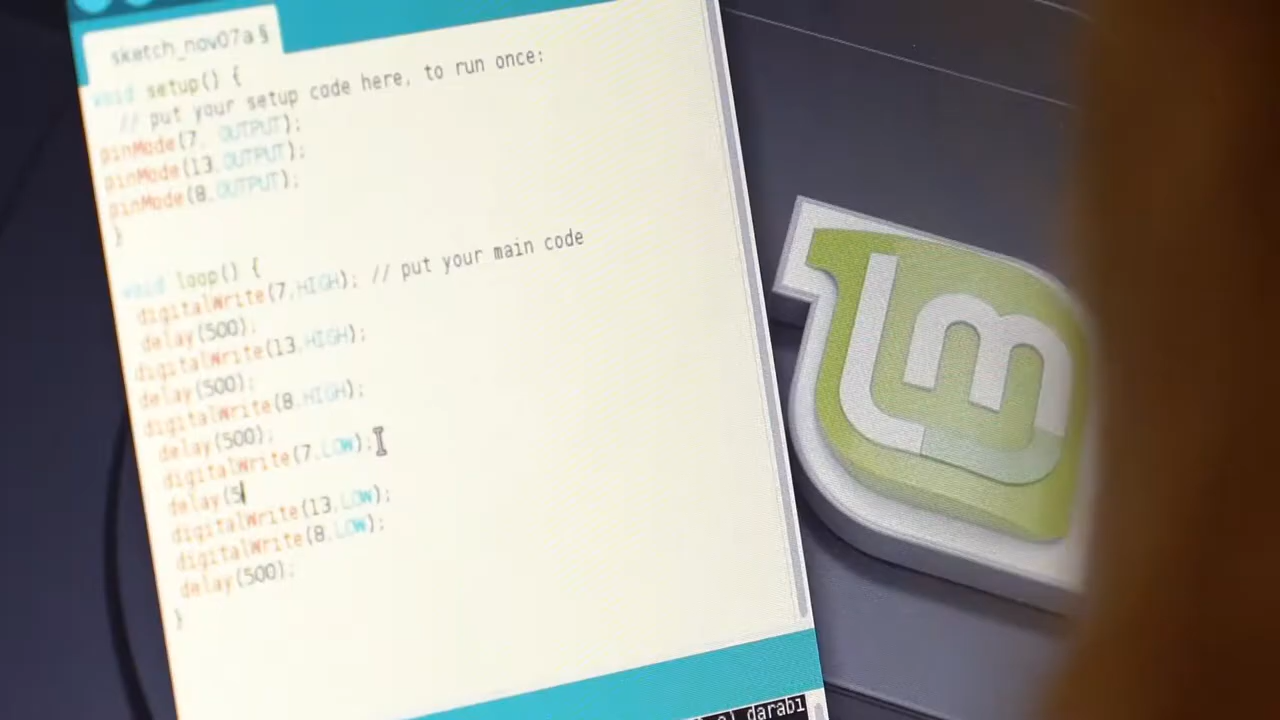 sketch_nov07a §
void setup() {
// put your setup code here, to run once:
pinMode(7, OUTPUT);
pinMode(13,OUTPUT);
pinMode(8,OUTPUT);
}
void loop() {
digitalWrite(7,HIGH); // put your main code
delay(500);
digitalWrite(13,HIGH);
delay(500);
digitalWrite(8,HIGH);
delay(500);
digitalWrite(7,LOW);
delay(5
digitalWrite(13,LOW);
digitalWrite(8,LOW);
delay(500);
}
darabi
lm